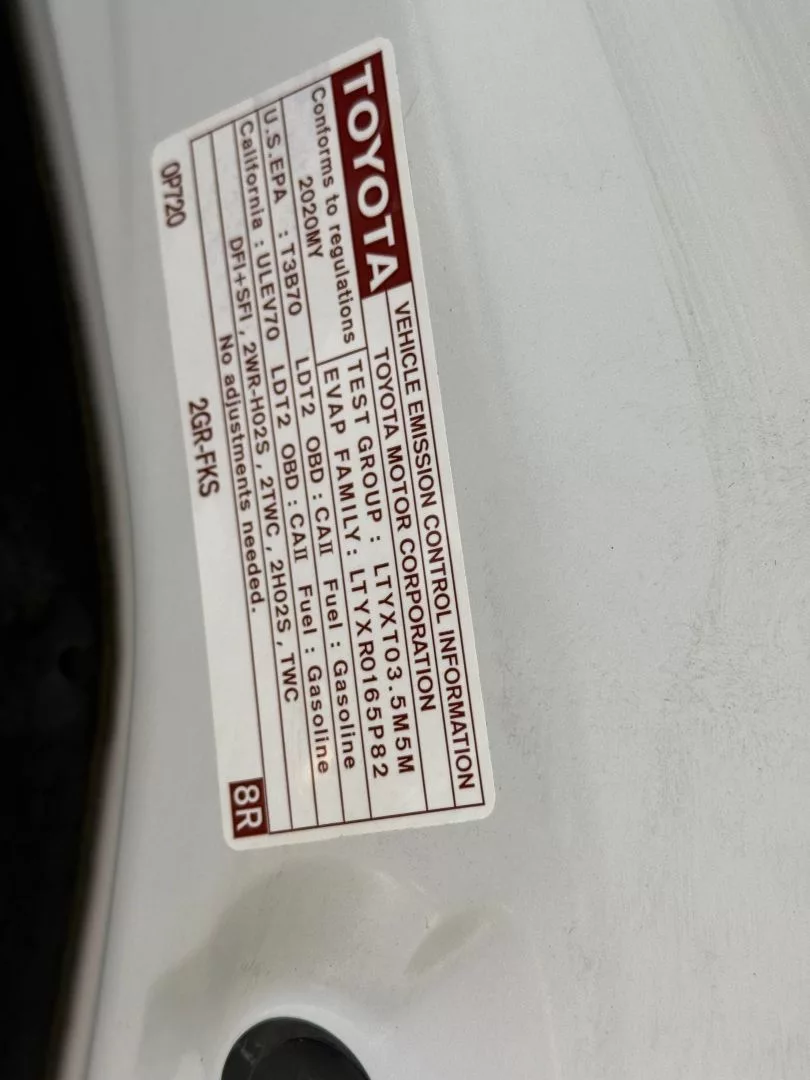 TOYOTA VEHICLE EMISSION CONTROL INFORMATION
TOYOTA MOTOR CORPORATION
Conforms to regulations
2020MY
TEST GROUP : LTYXT03.5M5M
EVAP FAMILY : LTYXR0165P82
U.S.EPA : T3B70 LDT2 OBD : CAII Fuel : Gasoline
California : ULEV70 LDT2 OBD : CAII Fuel : Gasoline
DFI+SFI , 2WR-HO2S , 2TWC , 2HO2S , TWC
No adjustments needed.
0P720 2GR-FKS 8R